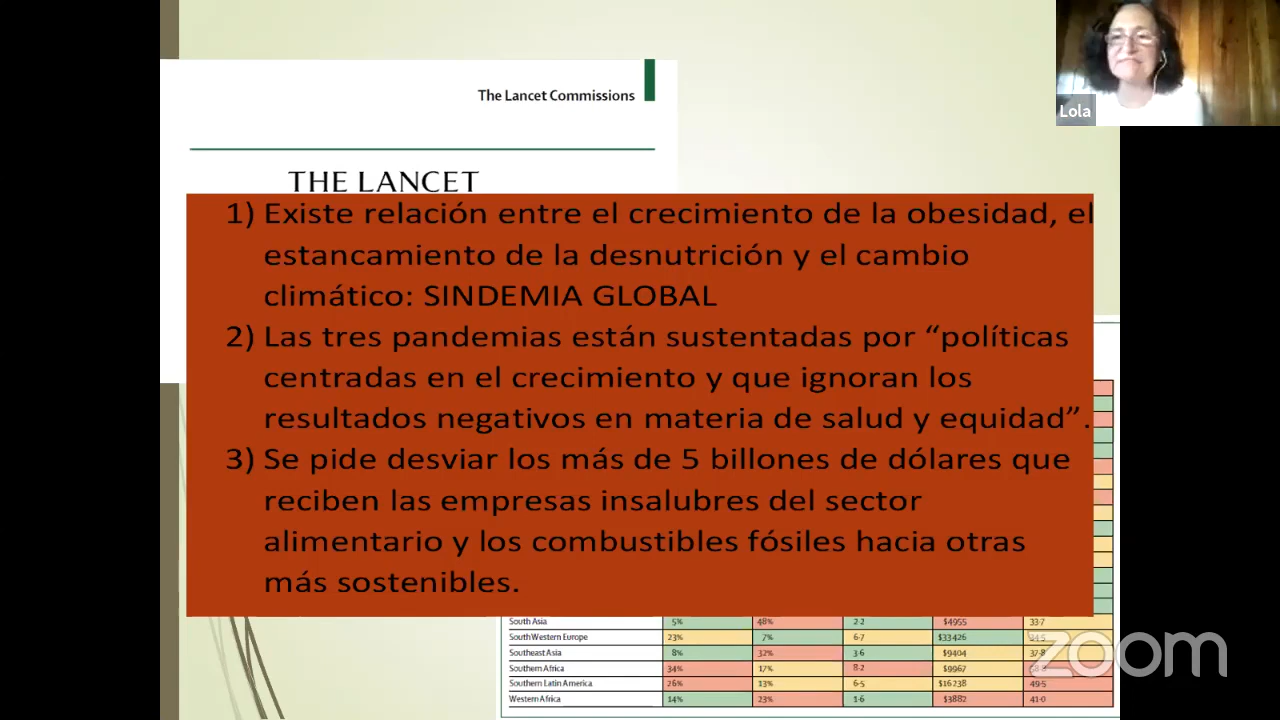 The Lancet Commissions
Lola
THE LANCET
1) Existe relación entre el crecimiento de la obesidad, el
estancamiento de la desnutrición y el cambio
climático: SINDEMIA GLOBAL
2) Las tres pandemias están sustentadas por “políticas
centradas en el crecimiento y que ignoran los
resultados negativos en materia de salud y equidad”.
3) Se pide desviar los más de 5 billones de dólares que
reciben las empresas insalubres del sector
alimentario y los combustibles fósiles hacia otras
más sostenibles.
South Asia 5% 48% 2·2 $4955 33·7
South Western Europe 23% 7% 6·7 $33426
Southeast Asia 8% 32% 3·6 $9404 37·8
Southern Africa 34% 17% 8·2 $9967
Southern Latin America 26% 13% 6·5 $16238 49·5
Western Africa 14% 23% 1·6 $3882 41·0
zoom